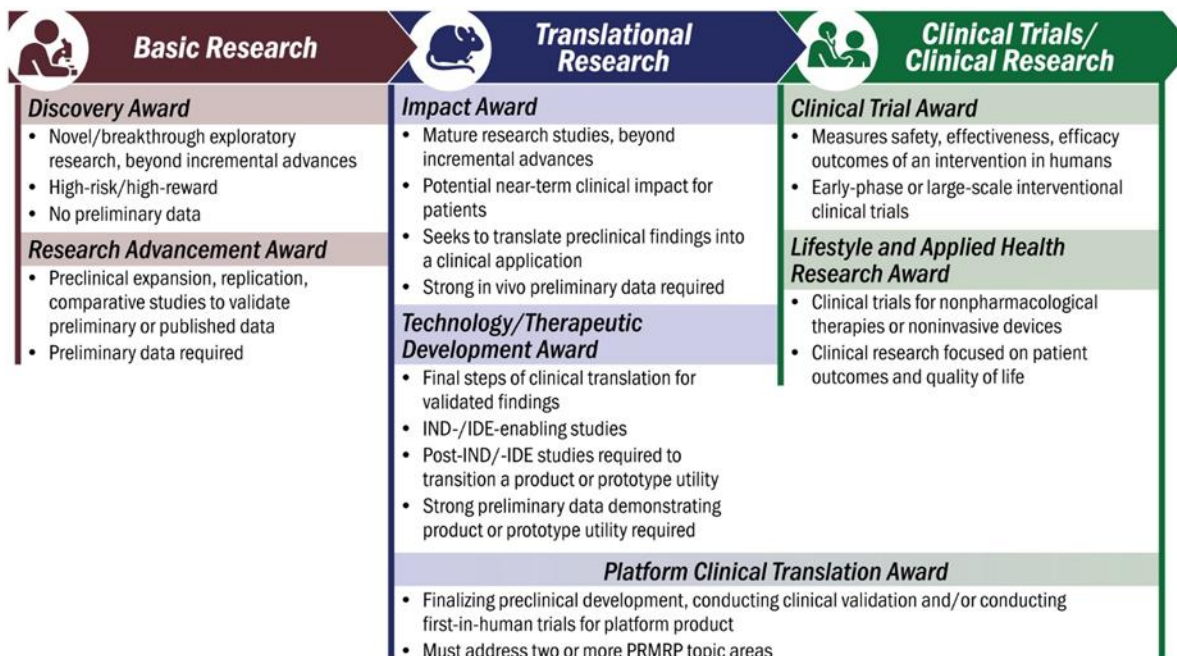 Basic Research
Translational
Research
Clinical Trials/
Clinical Research
Discovery Award
• Novel/breakthrough exploratory
research, beyond incremental advances
• High-risk/high-reward
• No preliminary data
Research Advancement Award
• Preclinical expansion, replication,
comparative studies to validate
preliminary or published data
• Preliminary data required
Impact Award
• Mature research studies, beyond
incremental advances
• Potential near-term clinical impact for
patients
• Seeks to translate preclinical findings into
a clinical application
• Strong in vivo preliminary data required
Technology/Therapeutic
Development Award
• Final steps of clinical translation for
validated findings
• IND-/IDE-enabling studies
• Post-IND/-IDE studies required to
transition a product or prototype utility
• Strong preliminary data demonstrating
product or prototype utility required
Clinical Trial Award
• Measures safety, effectiveness, efficacy
outcomes of an intervention in humans
• Early-phase or large-scale interventional
clinical trials
Lifestyle and Applied Health
Research Award
• Clinical trials for nonpharmacological
therapies or noninvasive devices
• Clinical research focused on patient
outcomes and quality of life
Platform Clinical Translation Award
• Finalizing preclinical development, conducting clinical validation and/or conducting
first-in-human trials for platform product
• Must address two or more PRMRP topic areas